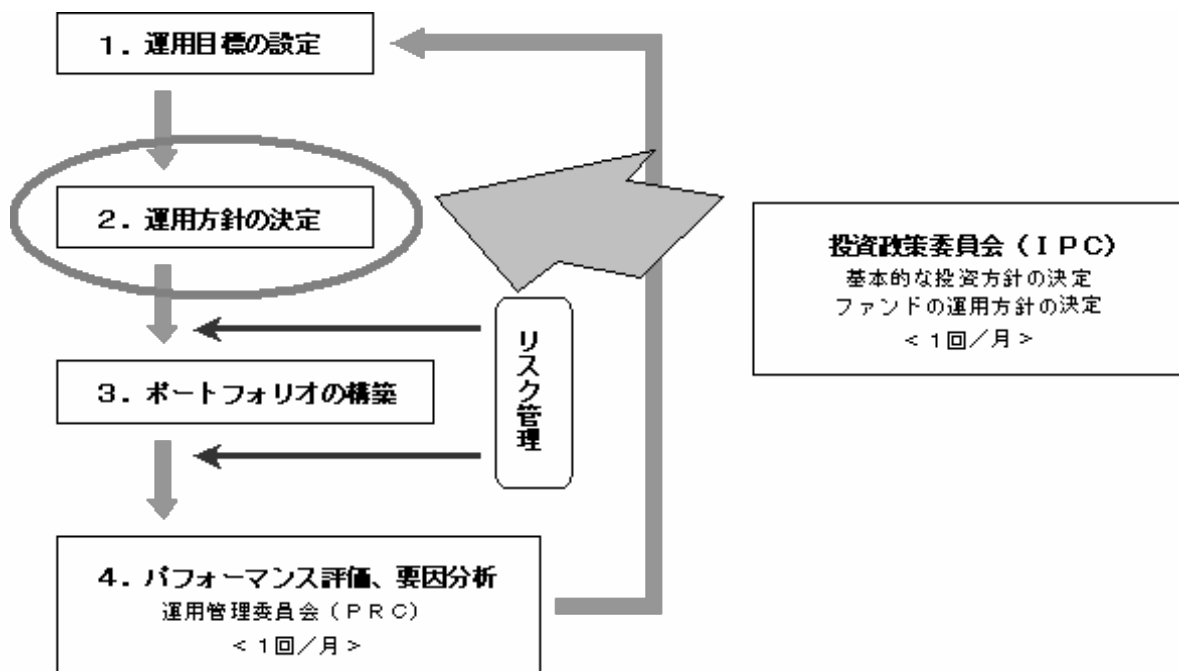 １．運用目標の設定
２．運用方針の決定
投資政策委員会（ＩＰＣ）
基本的な投資方針の決定
ファンドの運用方針の決定
＜１回／月＞
リスク管理
３．ポートフォリオの構築
４．パフォーマンス評価、要因分析
運用管理委員会（ＰＲＣ）
＜１回／月＞